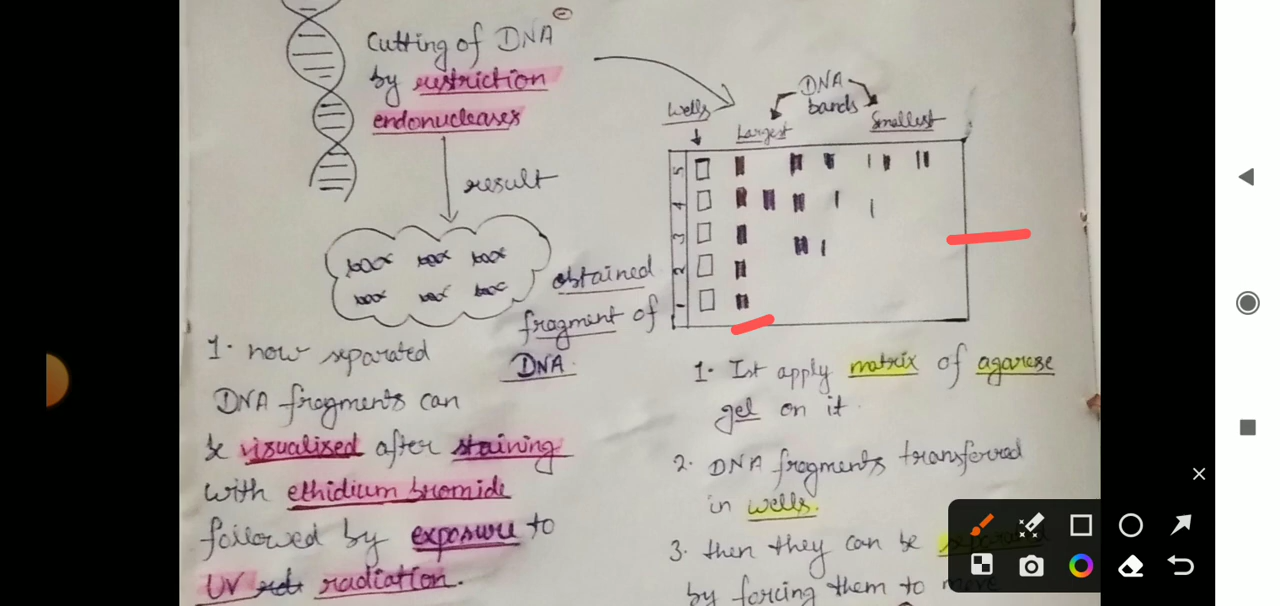 Cutting of DNA
by restriction
endonucleases
result
obtained
fragment of
DNA.
1. now separated
DNA fragments can
be visualised after staining
with ethidium bromide
followed by exposure to
UV radiation.
DNA
bands
Wells
Largest
Smallest
5
4
3
2
1
1. Ist apply matrix of agarose
gel on it.
2. DNA fragments transferred
in wells.
3. then they can be separated
by forcing them to move